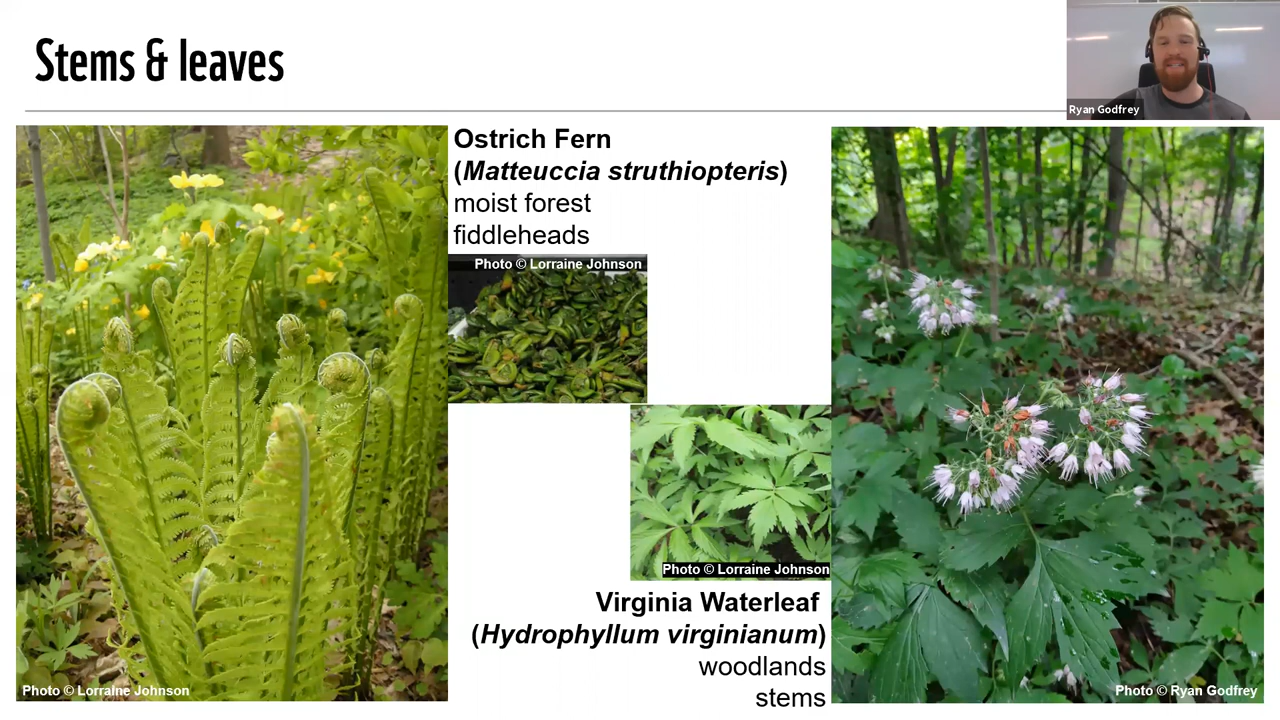 Stems & leaves
Ryan Godfrey
Ostrich Fern
(Matteuccia struthiopteris)
moist forest
fiddleheads
Photo © Lorraine Johnson
Photo © Lorraine Johnson
Virginia Waterleaf
(Hydrophyllum virginianum)
woodlands
stems
Photo © Lorraine Johnson
Photo © Ryan Godfrey